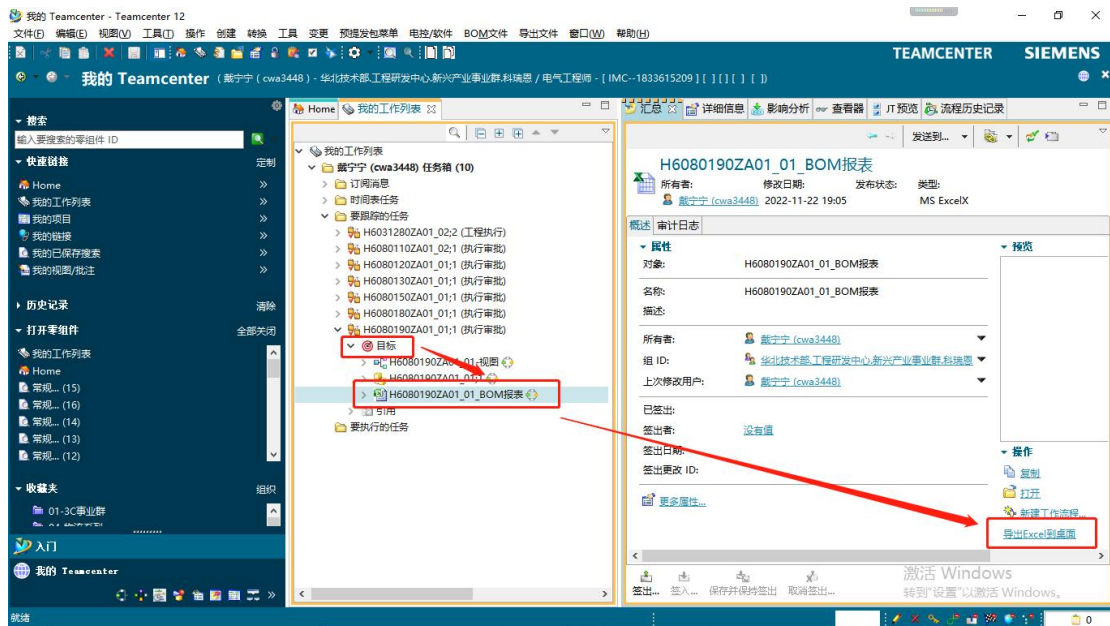 我的 Teamcenter - Teamcenter 12
文件(F) 编辑(E) 视图(V) 工具(T) 操作 创建 转换 工具 变更 预提发包菜单 电控/软件 BOM文件 导出文件 窗口(W) 帮助(H)
TEAMCENTER SIEMENS
我的 Teamcenter ( 戴宁宁 ( cwa3448 ) - 华北技术部.工程研发中心.新兴产业事业群.科瑞恩 / 电气工程师 - [ IMC--1833615209 ] [ ] [ ] [ ] [ ])
搜索
输入要搜索的零组件 ID
快速链接 定制
Home
我的工作列表
我的项目
我的链接
我的已保存搜索
我的视图/批注
历史记录 清除
打开零组件 全部关闭
我的工作列表
Home
常规... (15)
常规... (16)
常规... (14)
常规... (13)
常规... (12)
收藏夹 组织
01-3C事业群
入门
我的 Teamcenter
就绪
Home 我的工作列表
我的工作列表
戴宁宁 (cwa3448) 任务箱 (10)
订阅消息
时间表任务
要跟踪的任务
H6031280ZA01_02;2 (工程执行)
H6080110ZA01_02;1 (执行审批)
H6080120ZA01_01;1 (执行审批)
H6080130ZA01_01;1 (执行审批)
H6080150ZA01_01;1 (执行审批)
H6080180ZA01_01;1 (执行审批)
H6080190ZA01_01;1 (执行审批)
目标
H6080190ZA01_01-视图
H6080190ZA01_01;1
H6080190ZA01_01_BOM报表
引用
要执行的任务
汇总 详细信息 影响分析 查看器 JT 预览 流程历史记录
发送到...
H6080190ZA01_01_BOM报表
所有者: 修改日期: 发布状态: 类型:
戴宁宁 (cwa3448) 2022-11-22 19:05 MS ExcelX
概述 审计日志
属性 预览
对象: H6080190ZA01_01_BOM报表
名称: H6080190ZA01_01_BOM报表
描述:
所有者: 戴宁宁 (cwa3448)
组 ID: 华北技术部.工程研发中心.新兴产业事业群.科瑞恩
上次修改用户: 戴宁宁 (cwa3448)
已签出:
签出者: 没有值
签出日期:
签出更改 ID:
更多属性...
操作
复制
打开
新建工作流程...
导出Excel到桌面
签出... 签入... 保存并保持签出 取消签出...
激活 Windows
转到"设置"以激活 Windows。
0